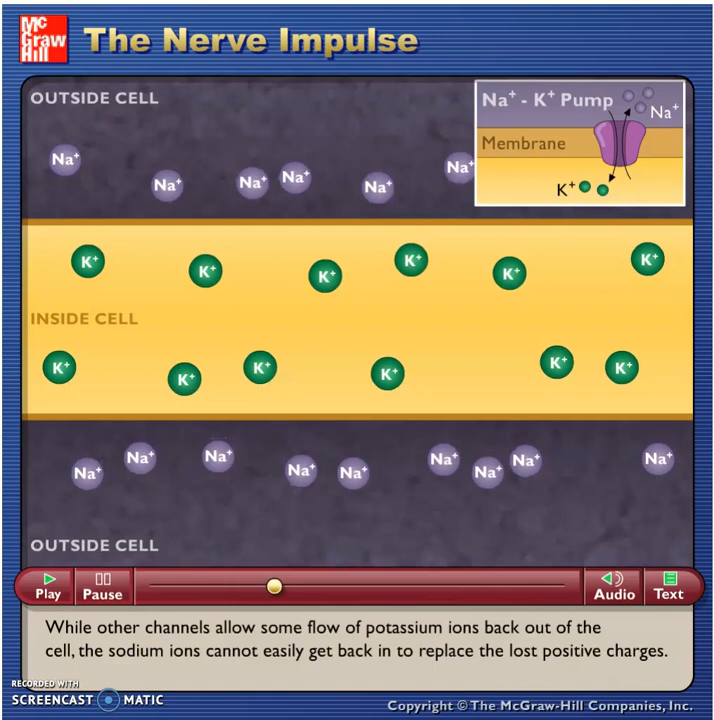 Mc
Graw
Hill
The Nerve Impulse
OUTSIDE CELL
Na⁺ - K⁺ Pump
Na⁺
Membrane
K⁺
Na⁺
Na⁺
Na⁺
Na⁺
Na⁺
Na⁺
K⁺
K⁺
K⁺
K⁺
K⁺
K⁺
INSIDE CELL
K⁺
K⁺
K⁺
K⁺
K⁺
K⁺
Na⁺
Na⁺
Na⁺
Na⁺
Na⁺
Na⁺
Na⁺
Na⁺
Na⁺
OUTSIDE CELL
Play
Pause
Audio
Text
While other channels allow some flow of potassium ions back out of the
cell, the sodium ions cannot easily get back in to replace the lost positive charges.
RECORDED WITH
SCREENCAST MATIC
Copyright © The McGraw-Hill Companies, Inc.